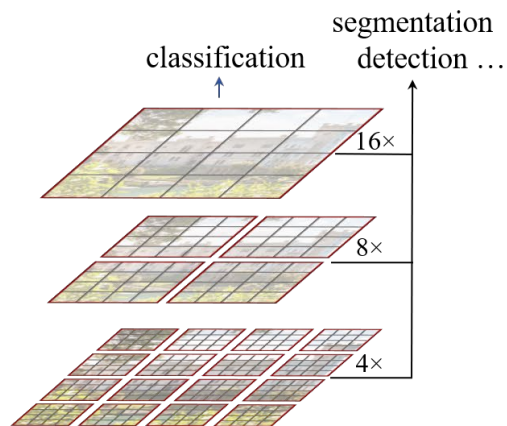 segmentation
classification
detection ...
16×
8×
4×